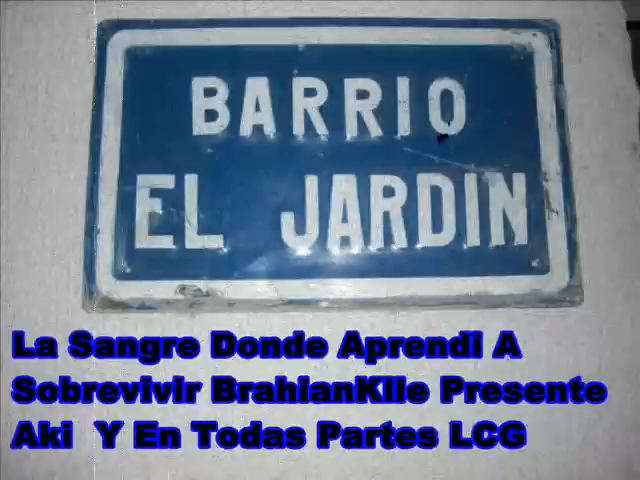 BARRIO
EL JARDIN
La Sangre Donde Aprendi A
Sobrevivir BrahianKlle Presente
Aki Y En Todas Partes LCG